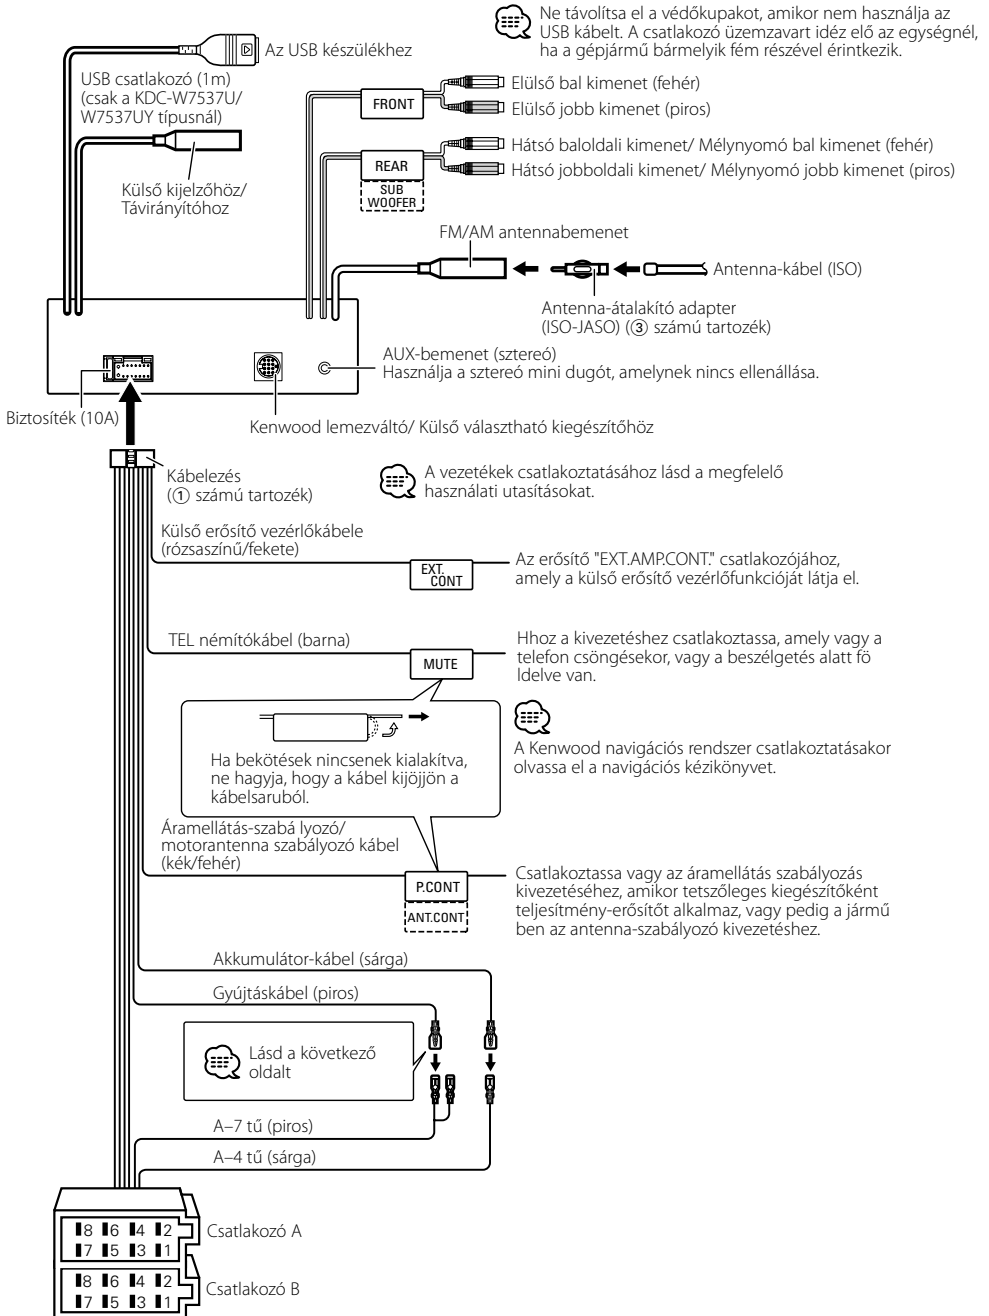 Ne távolítsa el a védőkupakot, amikor nem használja az
USB kábelt. A csatlakozó üzemzavart idéz elő az egységnél,
ha a gépjármű bármelyik fém részével érintkezik.
Az USB készülékhez
USB csatlakozó (1m)
(csak a KDC-W7537U/
W7537UY típusnál)
Külső kijelzőhöz/
Távirányítóhoz
FRONT
Elülső bal kimenet (fehér)
Elülső jobb kimenet (piros)
REAR
SUB
WOOFER
Hátsó baloldali kimenet/ Mélynyomó bal kimenet (fehér)
Hátsó jobboldali kimenet/ Mélynyomó jobb kimenet (piros)
FM/AM antennabemenet
Antenna-kábel (ISO)
Antenna-átalakító adapter
(ISO-JASO) (③ számú tartozék)
AUX-bemenet (sztereó)
Használja a sztereó mini dugót, amelynek nincs ellenállása.
Biztosíték (10A)
Kenwood lemezváltó/ Külső választható kiegészítőhöz
Kábelezés
(① számú tartozék)
A vezetékek csatlakoztatásához lásd a megfelelő
használati utasításokat.
Külső erősítő vezérlőkábele
(rózsaszínű/fekete)
EXT.
CONT
Az erősítő "EXT.AMP.CONT." csatlakozójához,
amely a külső erősítő vezérlőfunkcióját látja el.
TEL némítókábel (barna)
MUTE
Hhoz a kivezetéshez csatlakoztassa, amely vagy a
telefon csöngésekor, vagy a beszélgetés alatt fö
ldelve van.
Ha bekötések nincsenek kialakítva,
ne hagyja, hogy a kábel kijöjjön a
kábelsaruból.
A Kenwood navigációs rendszer csatlakoztatásakor
olvassa el a navigációs kézikönyvet.
Áramellátás-szabá lyozó/
motorantenna szabályozó kábel
(kék/fehér)
P.CONT
ANT.CONT
Csatlakoztassa vagy az áramellátás szabályozás
kivezetéséhez, amikor tetszőleges kiegészítőként
teljesítmény-erősítőt alkalmaz, vagy pedig a jármű
ben az antenna-szabályozó kivezetéshez.
Akkumulátor-kábel (sárga)
Gyújtáskábel (piros)
Lásd a következő
oldalt
A–7 tű (piros)
A–4 tű (sárga)
8 6 4 2
7 5 3 1
Csatlakozó A
8 6 4 2
7 5 3 1
Csatlakozó B